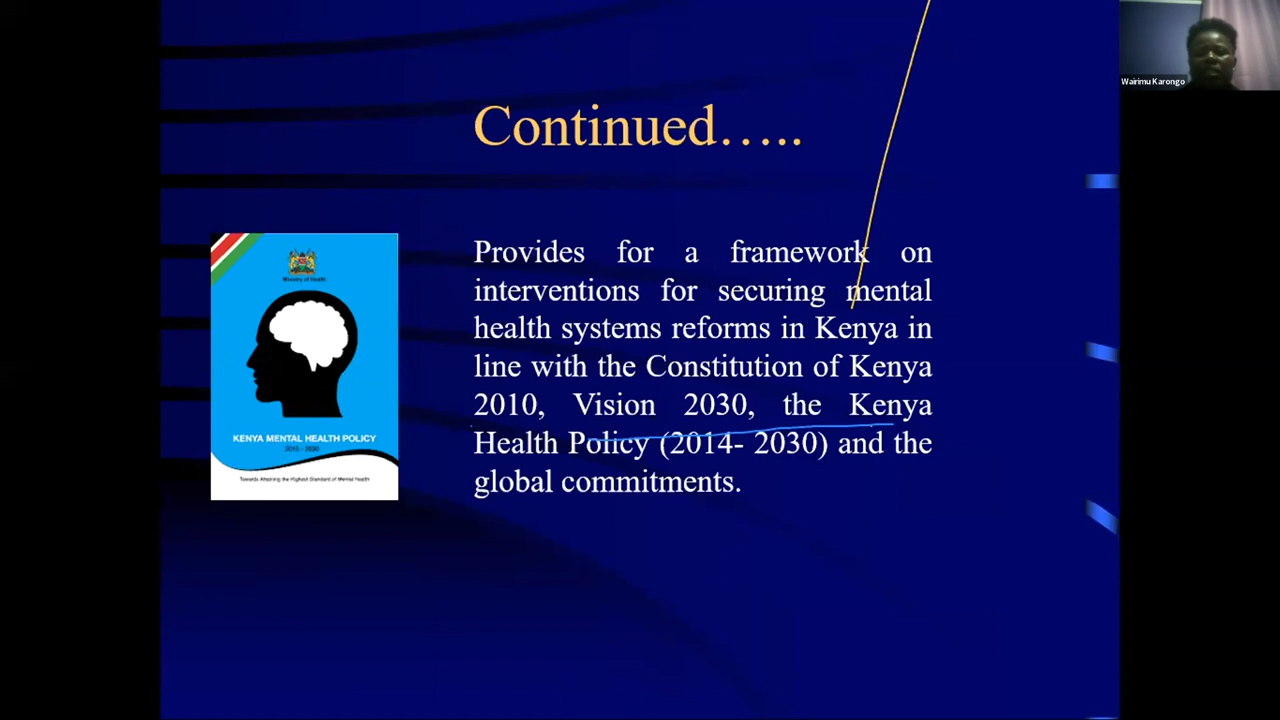 Wairimu Karongo
Continued…..
Provides for a framework on
interventions for securing mental
health systems reforms in Kenya in
line with the Constitution of Kenya
2010, Vision 2030, the Kenya
Health Policy (2014- 2030) and the
global commitments.
Ministry of Health
KENYA MENTAL HEALTH POLICY
2015 - 2030
Towards Attaining the Highest Standard of Mental Health